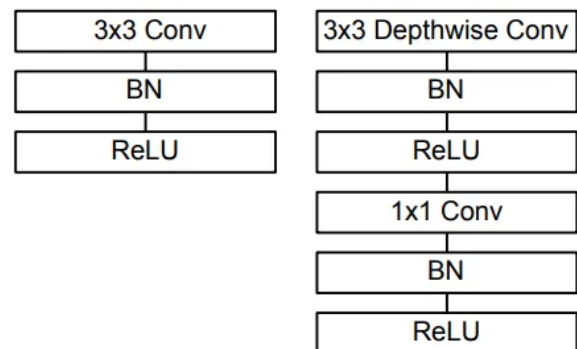 3x3 Conv
BN
ReLU
3x3 Depthwise Conv
BN
ReLU
1x1 Conv
BN
ReLU